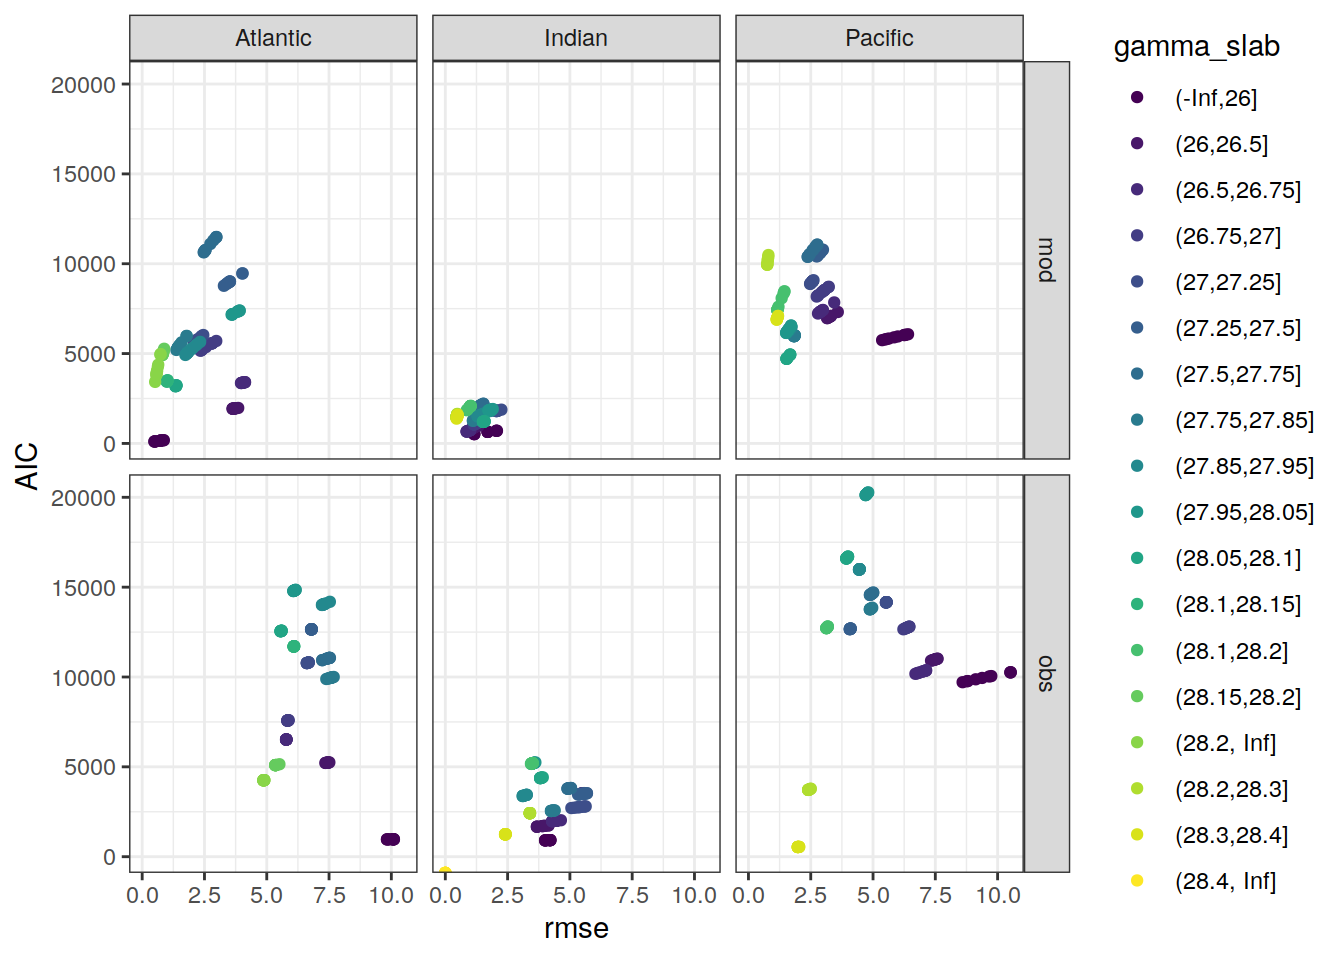 Atlantic
Indian
Pacific
gamma_slab
20000
15000
10000
5000
0
mod
20000
15000
10000
5000
0
obs
AIC
0.0 2.5 5.0 7.5 10.0
0.0 2.5 5.0 7.5 10.0
0.0 2.5 5.0 7.5 10.0
rmse
(-Inf,26]
(26,26.5]
(26.5,26.75]
(26.75,27]
(27,27.25]
(27.25,27.5]
(27.5,27.75]
(27.75,27.85]
(27.85,27.95]
(27.95,28.05]
(28.05,28.1]
(28.1,28.15]
(28.1,28.2]
(28.15,28.2]
(28.2, Inf]
(28.2,28.3]
(28.3,28.4]
(28.4, Inf]